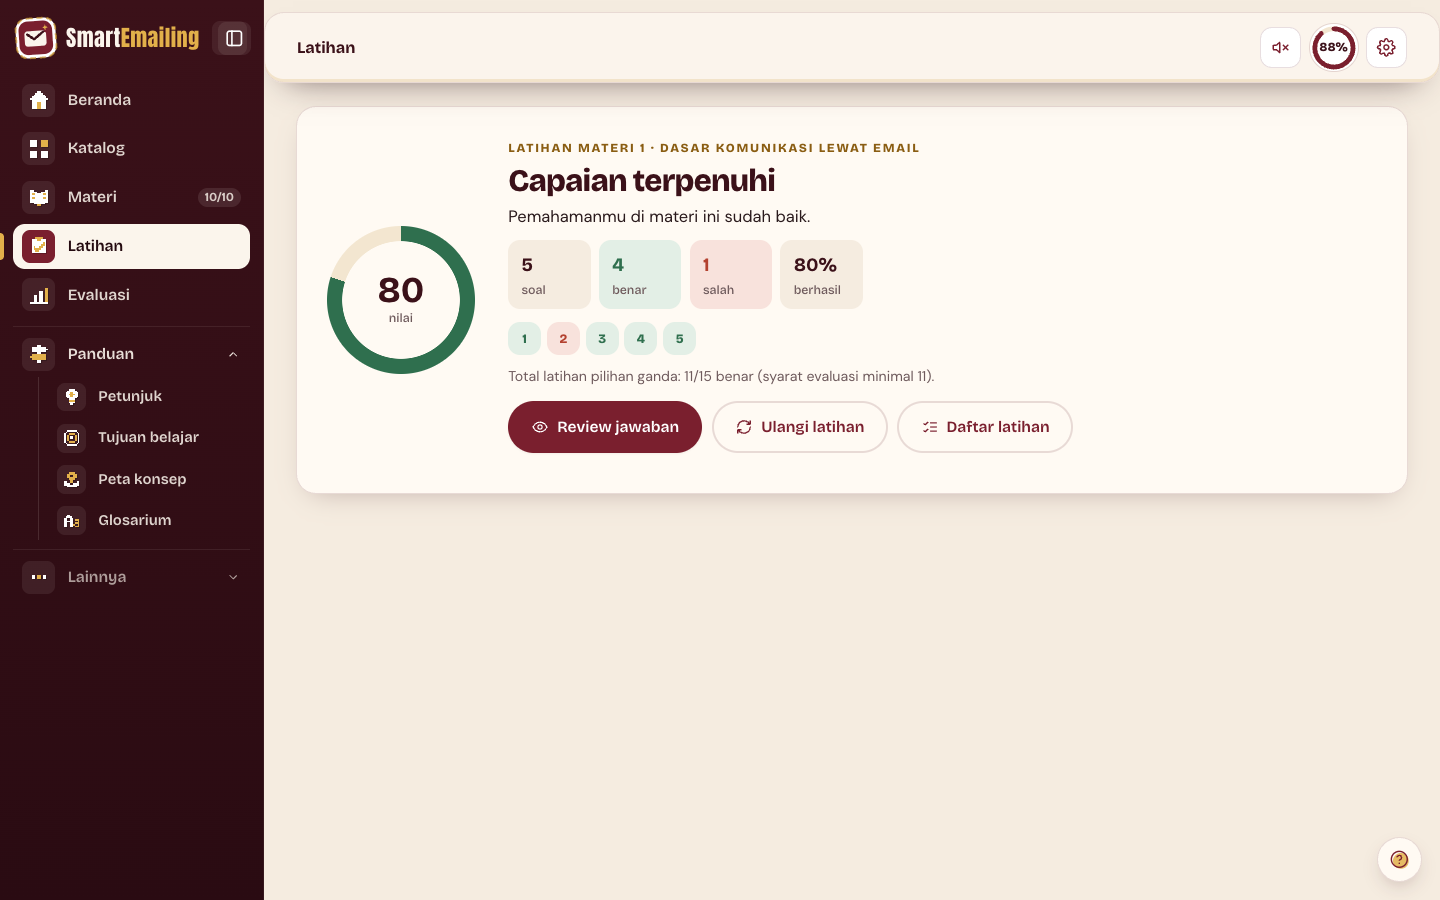 SmartEmailing
Beranda
Katalog
Materi
10/10
Latihan
Evaluasi
Panduan
Petunjuk
Tujuan belajar
Peta konsep
Glosarium
Lainnya
Latihan
88%
LATIHAN MATERI 1 · DASAR KOMUNIKASI LEWAT EMAIL
Capaian terpenuhi
Pemahamanmu di materi ini sudah baik.
80
nilai
5
soal
4
benar
1
salah
80%
berhasil
1 2 3 4 5
Total latihan pilihan ganda: 11/15 benar (syarat evaluasi minimal 11).
Review jawaban
Ulangi latihan
Daftar latihan
?